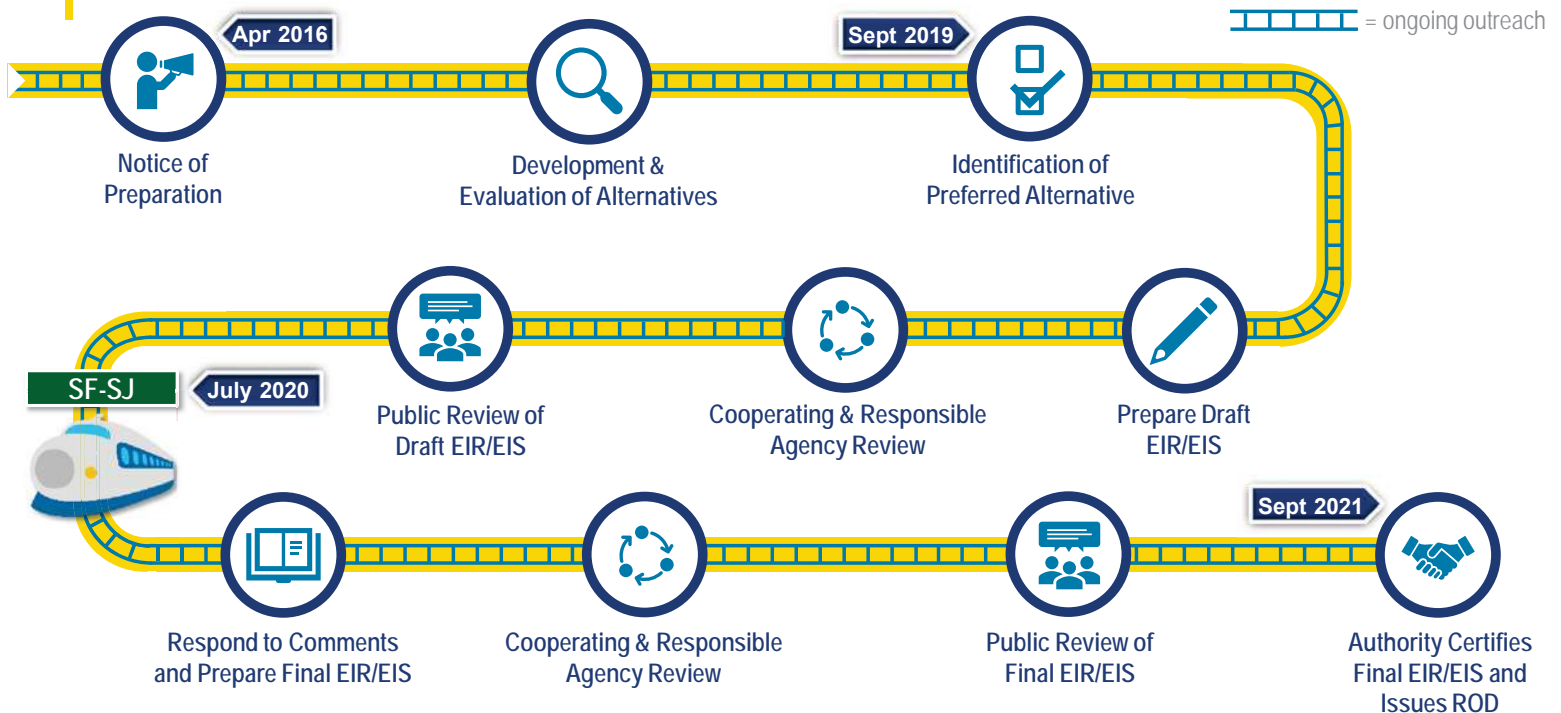 Apr 2016
Sept 2019
= ongoing outreach
Notice of
Preparation
Development &
Evaluation of Alternatives
Identification of
Preferred Alternative
SF-SJ
July 2020
Public Review of
Draft EIR/EIS
Cooperating & Responsible
Agency Review
Prepare Draft
EIR/EIS
Sept 2021
Respond to Comments
and Prepare Final EIR/EIS
Cooperating & Responsible
Agency Review
Public Review of
Final EIR/EIS
Authority Certifies
Final EIR/EIS and
Issues ROD